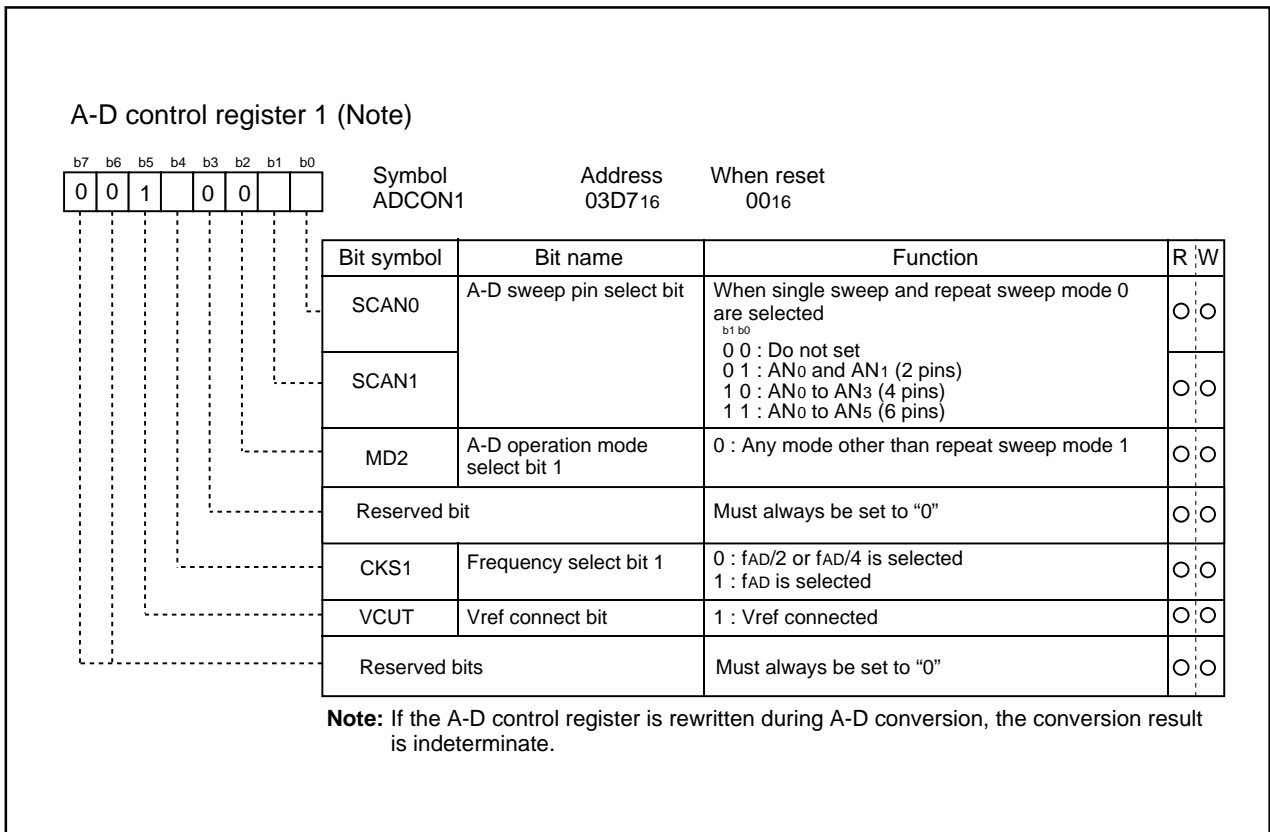 A-D control register 1 (Note)
b7 b6 b5 b4 b3 b2 b1 b0
0 0 1 0 0
Symbol Address When reset
ADCON1 03D716 0016
Bit symbol Bit name Function R W
SCAN0 A-D sweep pin select bit When single sweep and repeat sweep mode 0
are selected
b1 b0
0 0 : Do not set
SCAN1 0 1 : AN0 and AN1 (2 pins)
1 0 : AN0 to AN3 (4 pins)
1 1 : AN0 to AN5 (6 pins)
MD2 A-D operation mode
select bit 1 0 : Any mode other than repeat sweep mode 1
Reserved bit Must always be set to “0”
CKS1 Frequency select bit 1 0 : fAD/2 or fAD/4 is selected
1 : fAD is selected
VCUT Vref connect bit 1 : Vref connected
Reserved bits Must always be set to “0”
Note: If the A-D control register is rewritten during A-D conversion, the conversion result
is indeterminate.